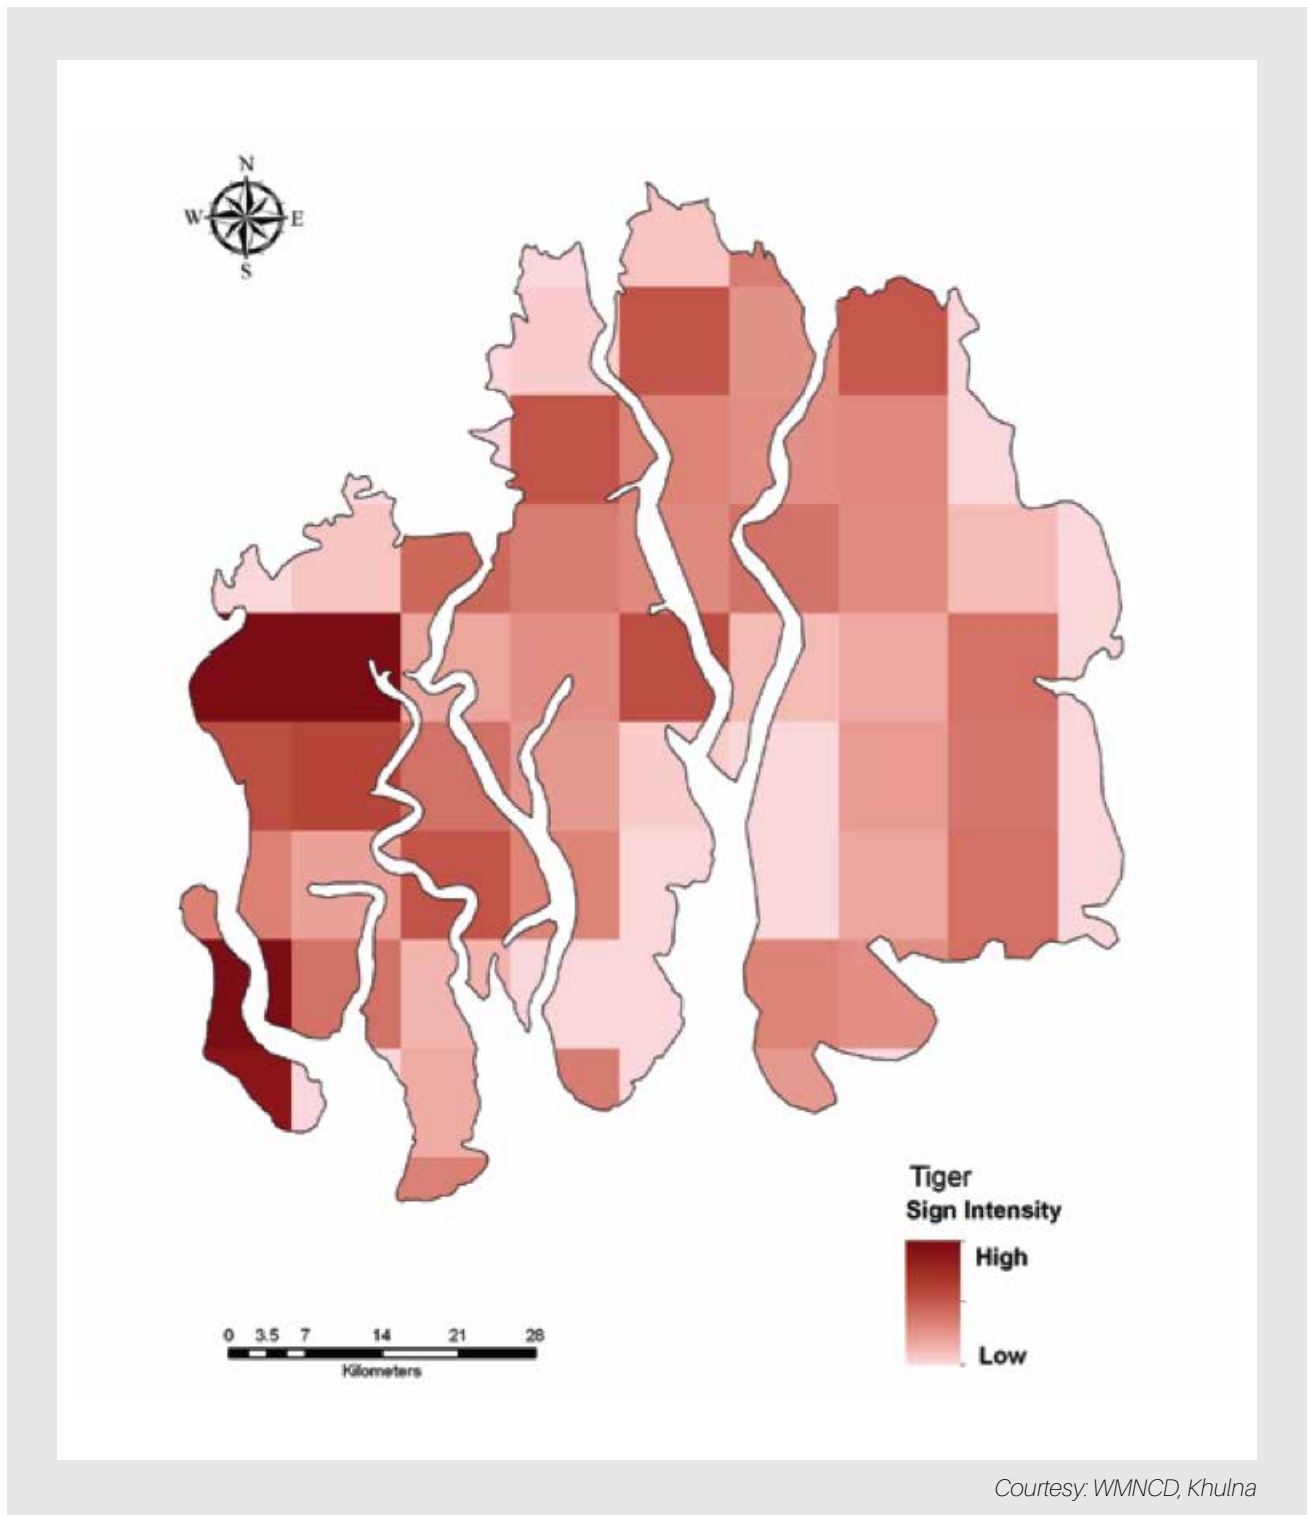 N
W E
S
Tiger
Sign Intensity
High
Low
0 3.5 7 14 21 28
Kilometers
Courtesy: WMNCD, Khulna